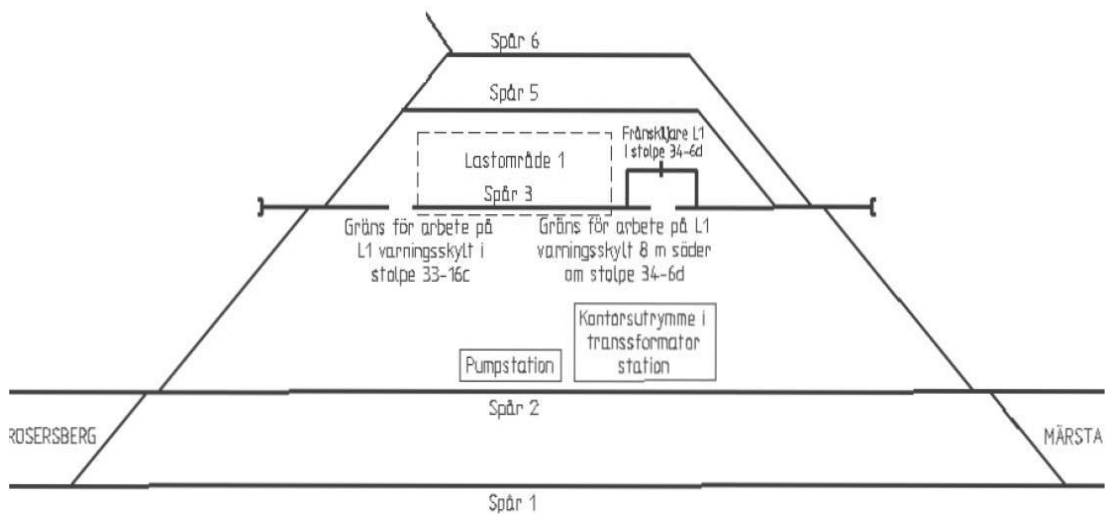 Spår 6
Spår 5
Frånskiljare L1
i stolpe 34-6d
Lastområde 1
Spår 3
Gräns för arbete på
L1 varningsskylt i
stolpe 33-16c
Gräns för arbete på L1
varningsskylt 8 m söder
om stolpe 34-6d
Kontorsutrymme i
transsformator
station
Pumpstation
Spår 2
ROSERSBERG
MÄRSTA
Spår 1